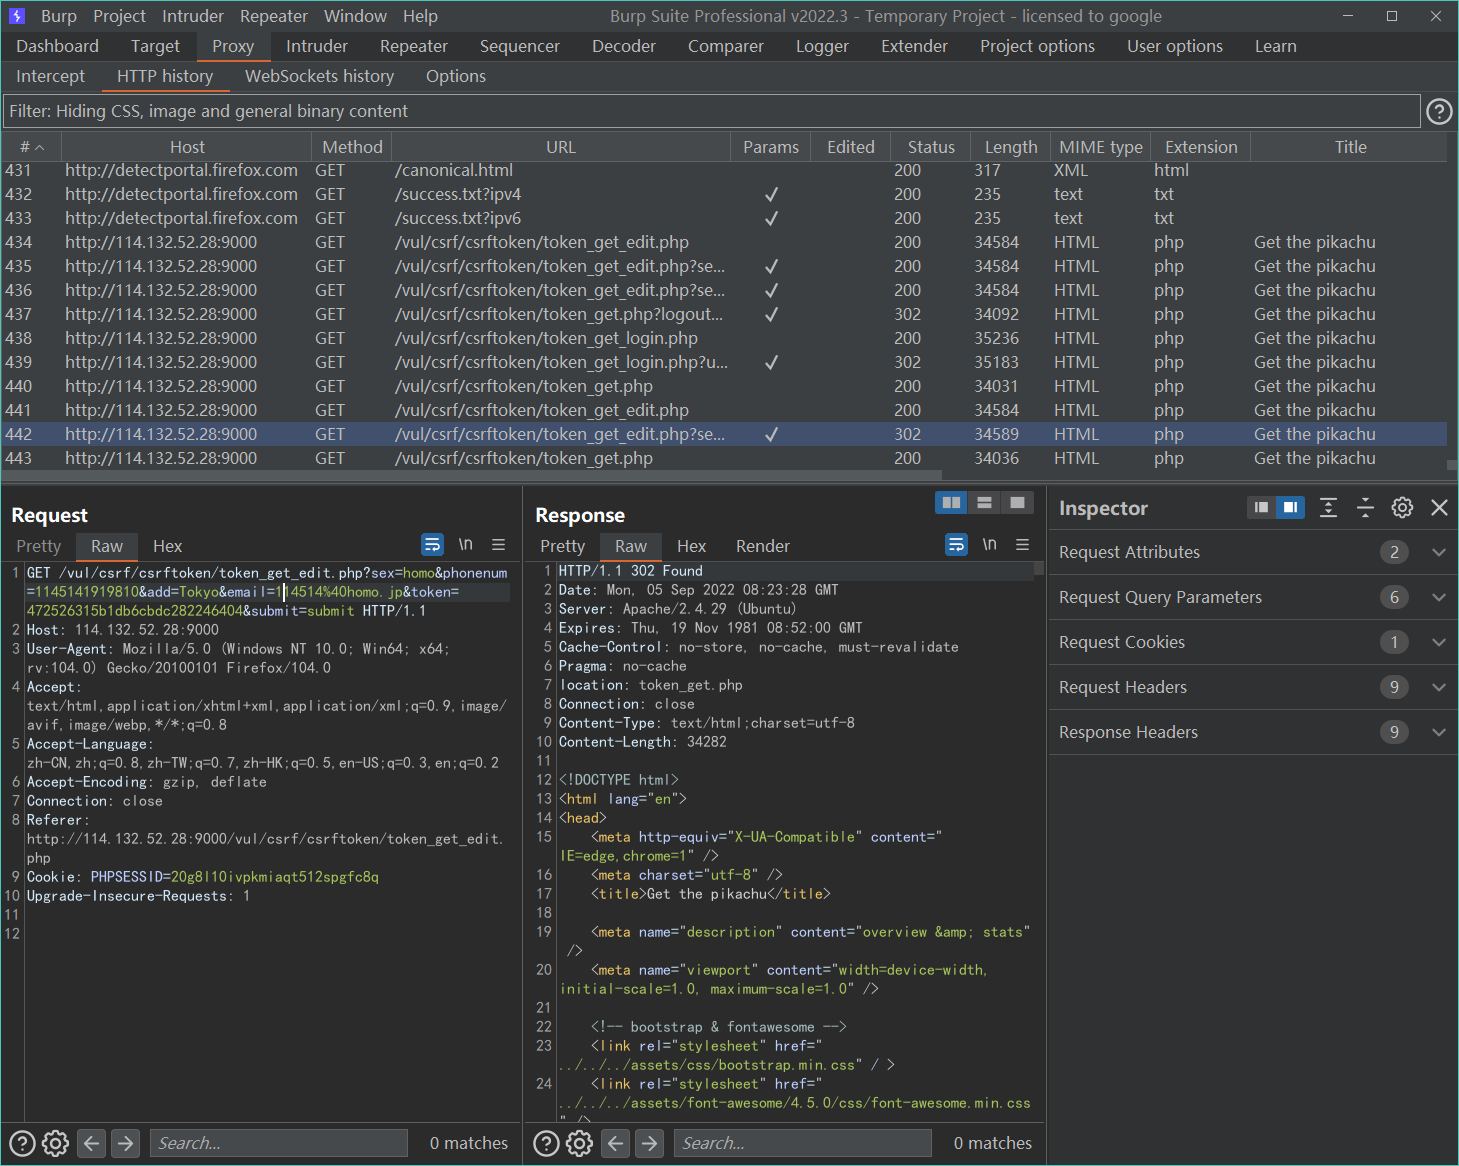 Burp Project Intruder Repeater Window Help Burp Suite Professional v2022.3 - Temporary Project - licensed to google
Dashboard Target Proxy Intruder Repeater Sequencer Decoder Comparer Logger Extender Project options User options Learn
Intercept HTTP history WebSockets history Options
Filter: Hiding CSS, image and general binary content
# Host Method URL Params Edited Status Length MIME type Extension Title
431 http://detectportal.firefox.com GET /canonical.html 200 317 XML html
432 http://detectportal.firefox.com GET /success.txt?ipv4 ✓ 200 235 text txt
433 http://detectportal.firefox.com GET /success.txt?ipv6 ✓ 200 235 text txt
434 http://114.132.52.28:9000 GET /vul/csrf/csrftoken/token_get_edit.php 200 34584 HTML php Get the pikachu
435 http://114.132.52.28:9000 GET /vul/csrf/csrftoken/token_get_edit.php?se... ✓ 200 34584 HTML php Get the pikachu
436 http://114.132.52.28:9000 GET /vul/csrf/csrftoken/token_get_edit.php?se... ✓ 200 34584 HTML php Get the pikachu
437 http://114.132.52.28:9000 GET /vul/csrf/csrftoken/token_get.php?logout... ✓ 302 34092 HTML php Get the pikachu
438 http://114.132.52.28:9000 GET /vul/csrf/csrftoken/token_get_login.php 200 35236 HTML php Get the pikachu
439 http://114.132.52.28:9000 GET /vul/csrf/csrftoken/token_get_login.php?u... ✓ 302 35183 HTML php Get the pikachu
440 http://114.132.52.28:9000 GET /vul/csrf/csrftoken/token_get.php 200 34031 HTML php Get the pikachu
441 http://114.132.52.28:9000 GET /vul/csrf/csrftoken/token_get_edit.php 200 34584 HTML php Get the pikachu
442 http://114.132.52.28:9000 GET /vul/csrf/csrftoken/token_get_edit.php?se... ✓ 302 34589 HTML php Get the pikachu
443 http://114.132.52.28:9000 GET /vul/csrf/csrftoken/token_get.php 200 34036 HTML php Get the pikachu
Request
Pretty Raw Hex \n
1 GET /vul/csrf/csrftoken/token_get_edit.php?sex=homo&phonenum
=1145141919810&add=Tokyo&email=114514%40homo.jp&token=
472526315b1db6cbdc282246404&submit=submit HTTP/1.1
2 Host: 114.132.52.28:9000
3 User-Agent: Mozilla/5.0 (Windows NT 10.0; Win64; x64;
rv:104.0) Gecko/20100101 Firefox/104.0
4 Accept:
text/html,application/xhtml+xml,application/xml;q=0.9,image/
avif,image/webp,*/*;q=0.8
5 Accept-Language:
zh-CN,zh;q=0.8,zh-TW;q=0.7,zh-HK;q=0.5,en-US;q=0.3,en;q=0.2
6 Accept-Encoding: gzip, deflate
7 Connection: close
8 Referer:
http://114.132.52.28:9000/vul/csrf/csrftoken/token_get_edit.
php
9 Cookie: PHPSESSID=20g8l10ivpkmiaqt512spgfc8q
10 Upgrade-Insecure-Requests: 1
11
12
Search... 0 matches
Response
Pretty Raw Hex Render \n
1 HTTP/1.1 302 Found
2 Date: Mon, 05 Sep 2022 08:23:28 GMT
3 Server: Apache/2.4.29 (Ubuntu)
4 Expires: Thu, 19 Nov 1981 08:52:00 GMT
5 Cache-Control: no-store, no-cache, must-revalidate
6 Pragma: no-cache
7 location: token_get.php
8 Connection: close
9 Content-Type: text/html;charset=utf-8
10 Content-Length: 34282
11
12 <!DOCTYPE html>
13 <html lang="en">
14 <head>
15 <meta http-equiv="X-UA-Compatible" content="
IE=edge,chrome=1" />
16 <meta charset="utf-8" />
17 <title>Get the pikachu</title>
18
19 <meta name="description" content="overview &amp; stats"
/>
20 <meta name="viewport" content="width=device-width,
initial-scale=1.0, maximum-scale=1.0" />
21
22 <!-- bootstrap & fontawesome -->
23 <link rel="stylesheet" href="
../../../assets/css/bootstrap.min.css" / >
24 <link rel="stylesheet" href="
../../../assets/font-awesome/4.5.0/css/font-awesome.min.css
" />
Search... 0 matches
Inspector
Request Attributes 2
Request Query Parameters 6
Request Cookies 1
Request Headers 9
Response Headers 9